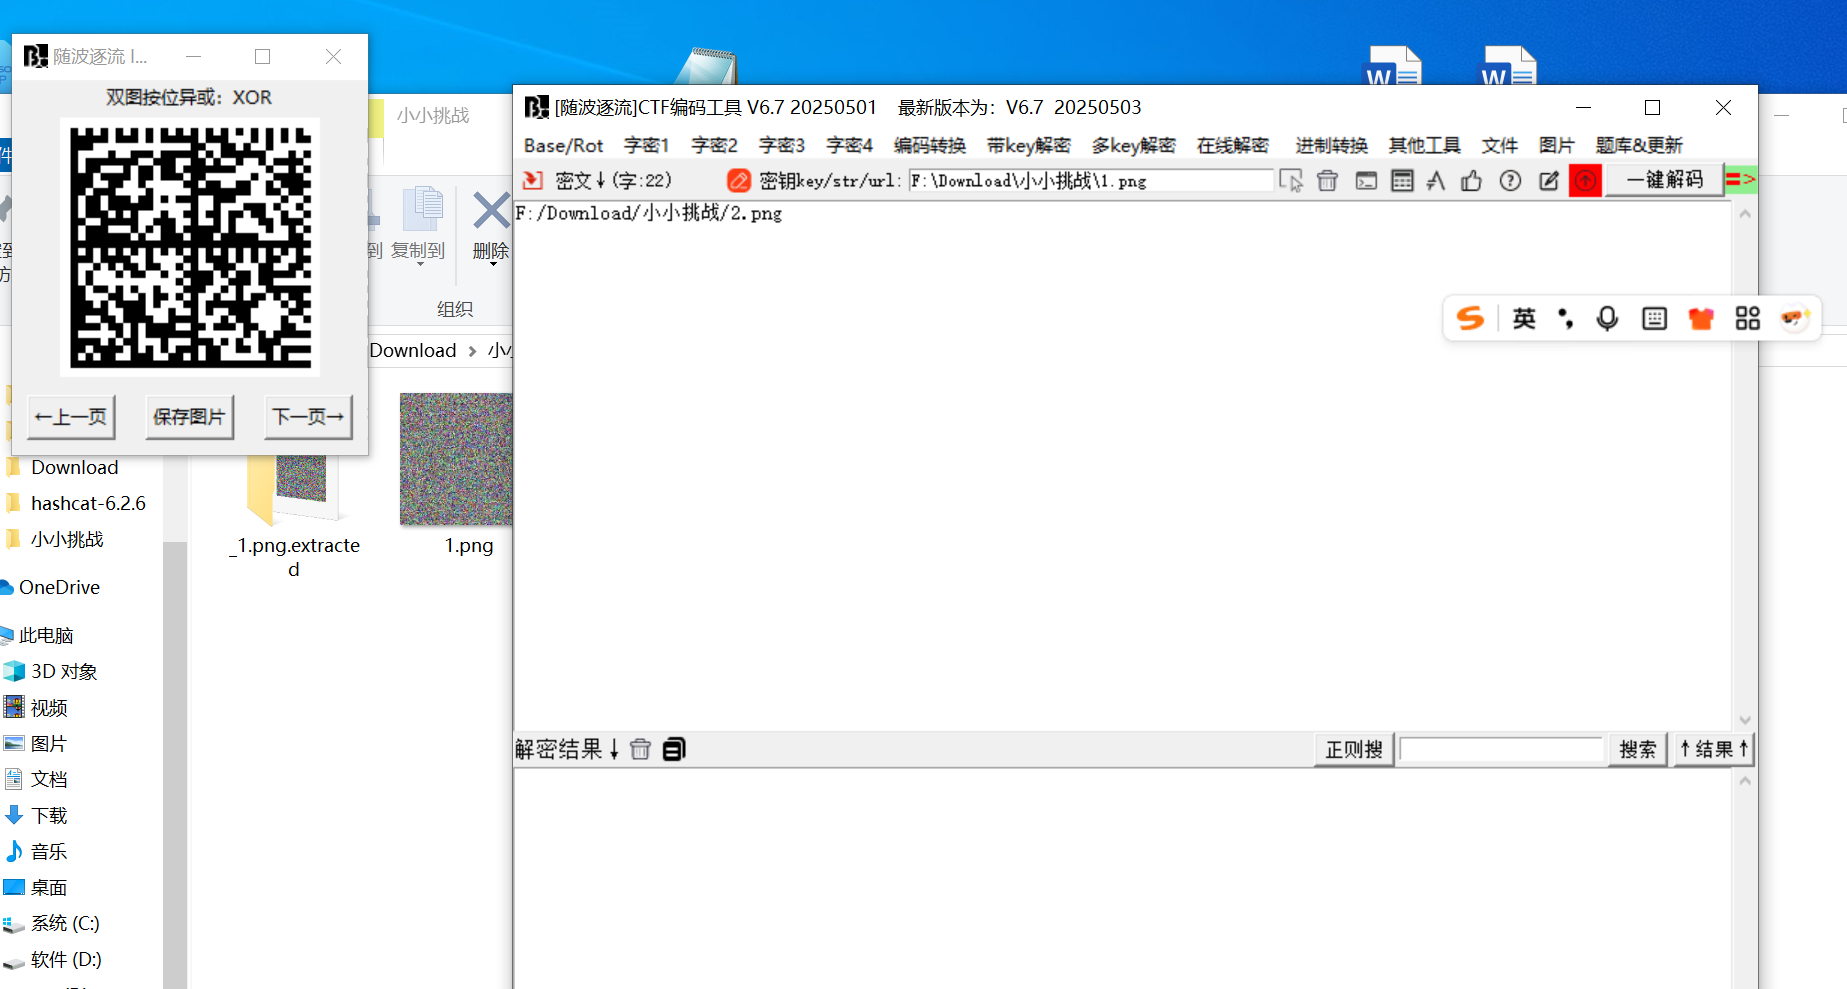 随波逐流 I...
双图按位异或：XOR
←上一页
保存图片
下一页→
小小挑战
复制到
删除
组织
Download
hashcat-6.2.6
小小挑战
OneDrive
此电脑
3D 对象
视频
图片
文档
下载
音乐
桌面
系统 (C:)
软件 (D:)
Download > 小小
_1.png.extracte
d
1.png
[随波逐流]CTF编码工具 V6.7 20250501 最新版本为：V6.7 20250503
Base/Rot 字密1 字密2 字密3 字密4 编码转换 带key解密 多key解密 在线解密 进制转换 其他工具 文件 图片 题库&更新
密文↓(字:22) 密钥key/str/url: F:\Download\小小挑战\1.png 一键解码 =>
F:/Download/小小挑战/2.png
英
解密结果↓ 正则搜 搜索 ↑结果↑